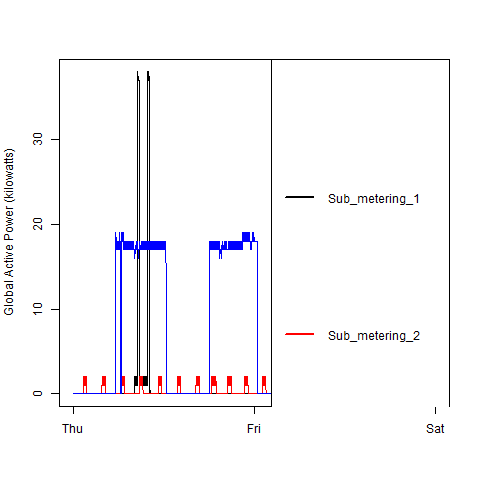 Global Active Power (kilowatts)
30
20
10
0
Sub_metering_1
Sub_metering_2
Thu Fri Sat